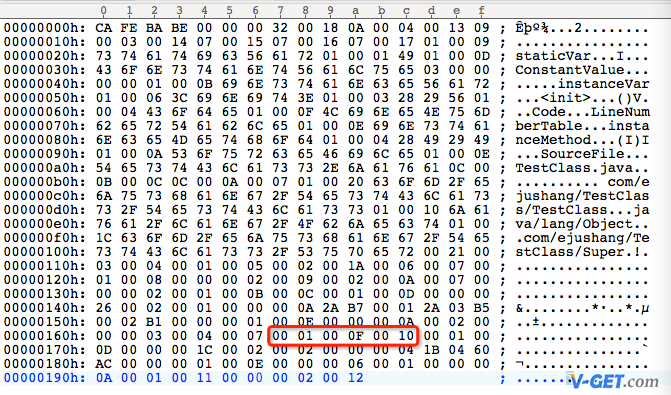 0 1 2 3 4 5 6 7 8 9 a b c d e f
00000000h: CA FE BA BE 00 00 00 32 00 18 0A 00 04 00 13 09 ; Êþº¾...2........
00000010h: 00 03 00 14 07 00 15 07 00 16 07 00 17 01 00 09 ; ................
00000020h: 73 74 61 74 69 63 56 61 72 01 00 01 49 01 00 0D ; staticVar...I...
00000030h: 43 6F 6E 73 74 61 6E 74 56 61 6C 75 65 03 00 00 ; ConstantValue...
00000040h: 00 00 01 00 0B 69 6E 73 74 61 6E 63 65 56 61 72 ; .....instanceVar
00000050h: 01 00 06 3C 69 6E 69 74 3E 01 00 03 28 29 56 01 ; ...<init>...()V.
00000060h: 00 04 43 6F 64 65 01 00 0F 4C 69 6E 65 4E 75 6D ; ..Code...LineNum
00000070h: 62 65 72 54 61 62 6C 65 01 00 0E 69 6E 73 74 61 ; berTable...insta
00000080h: 6E 63 65 4D 65 74 68 6F 64 01 00 04 28 49 29 49 ; nceMethod...(I)I
00000090h: 01 00 0A 53 6F 75 72 63 65 46 69 6C 65 01 00 0E ; ...SourceFile...
000000a0h: 54 65 73 74 43 6C 61 73 73 2E 6A 61 76 61 0C 00 ; TestClass.java..
000000b0h: 0B 00 0C 0C 00 0A 00 07 01 00 20 63 6F 6D 2F 65 ; .......... com/e
000000c0h: 6A 75 73 68 61 6E 67 2F 54 65 73 74 43 6C 61 73 ; jushang/TestClas
000000d0h: 73 2F 54 65 73 74 43 6C 61 73 73 01 00 10 6A 61 ; s/TestClass...ja
000000e0h: 76 61 2F 6C 61 6E 67 2F 4F 62 6A 65 63 74 01 00 ; va/lang/Object..
000000f0h: 1C 63 6F 6D 2F 65 6A 75 73 68 61 6E 67 2F 54 65 ; .com/ejushang/Te
00000100h: 73 74 43 6C 61 73 73 2F 53 75 70 65 72 00 21 00 ; stClass/Super.!.
00000110h: 03 00 04 00 01 00 05 00 02 00 1A 00 06 00 07 00 ; ................
00000120h: 01 00 08 00 00 00 02 00 09 00 02 00 0A 00 07 00 ; ................
00000130h: 00 00 02 00 01 00 0B 00 0C 00 01 00 0D 00 00 00 ; ................
00000140h: 26 00 02 00 01 00 00 00 0A 2A B7 00 01 2A 03 B5 ; &........*·..*.µ
00000150h: 00 02 B1 00 00 00 01 00 0E 00 00 00 0A 00 02 00 ; ..±.............
00000160h: 00 00 03 00 04 00 07 00 01 00 0F 00 10 00 01 00 ; ................
00000170h: 0D 00 00 00 1C 00 02 00 02 00 00 00 04 1B 04 60 ; ...............`
00000180h: AC 00 00 00 01 00 0E 00 00 00 06 00 01 00 00 00 ; ¬...............
00000190h: 0A 00 01 00 11 00 00 00 02 00 12 ; ...........
V-GET.com